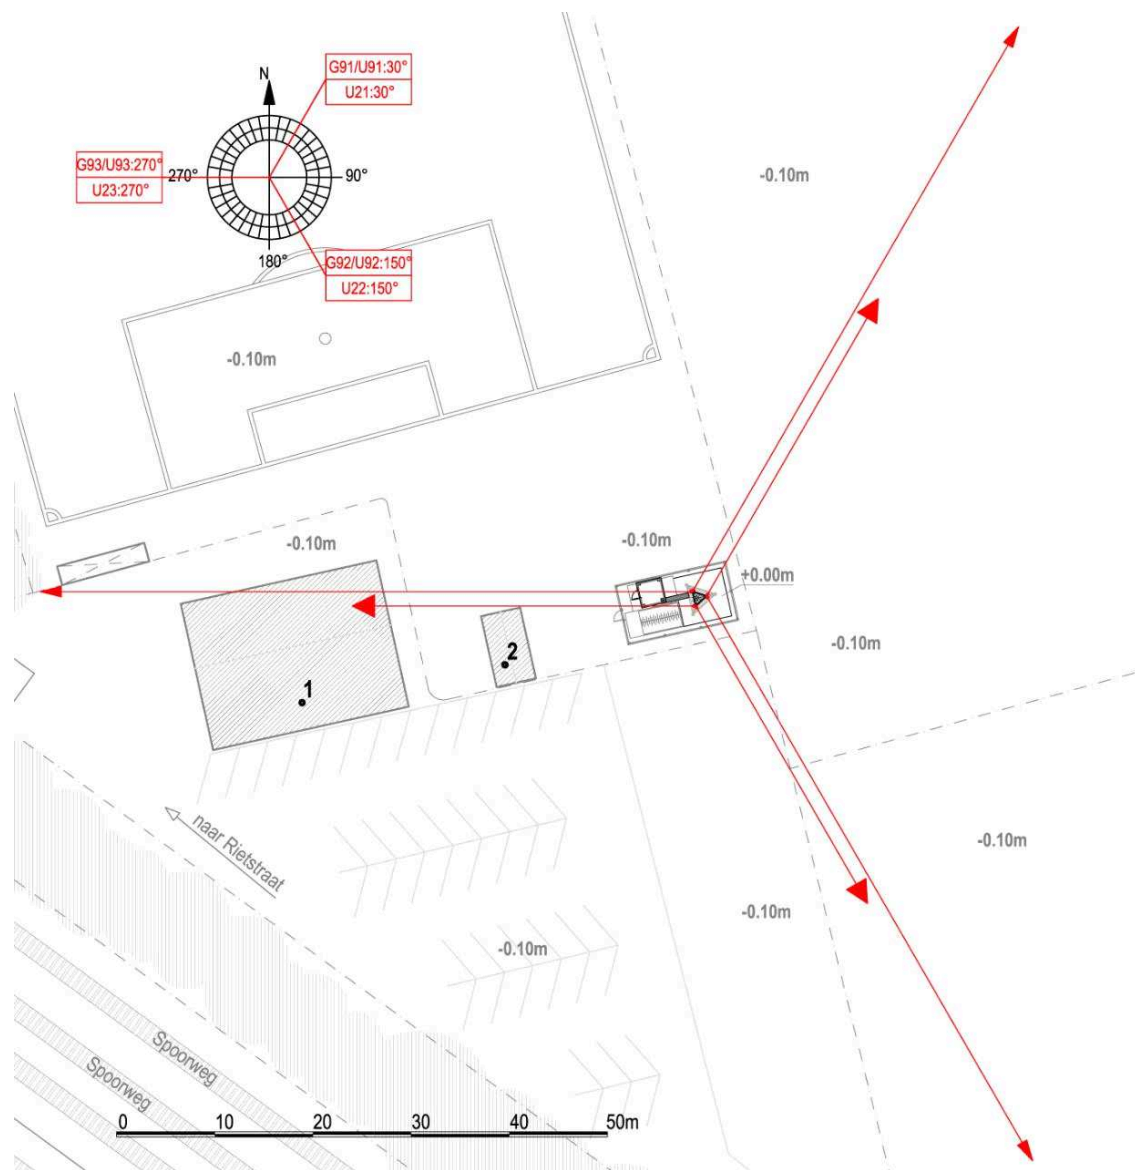 G91/U91:30°
U21:30°
N
G93/U93:270°
U23:270°
270°
90°
180°
G92/U92:150°
U22:150°
-0.10m
-0.10m
-0.10m
-0.10m
+0.00m
-0.10m
1
2
naar Rietstraat
-0.10m
-0.10m
-0.10m
Spoorweg
Spoorweg
0 10 20 30 40 50m